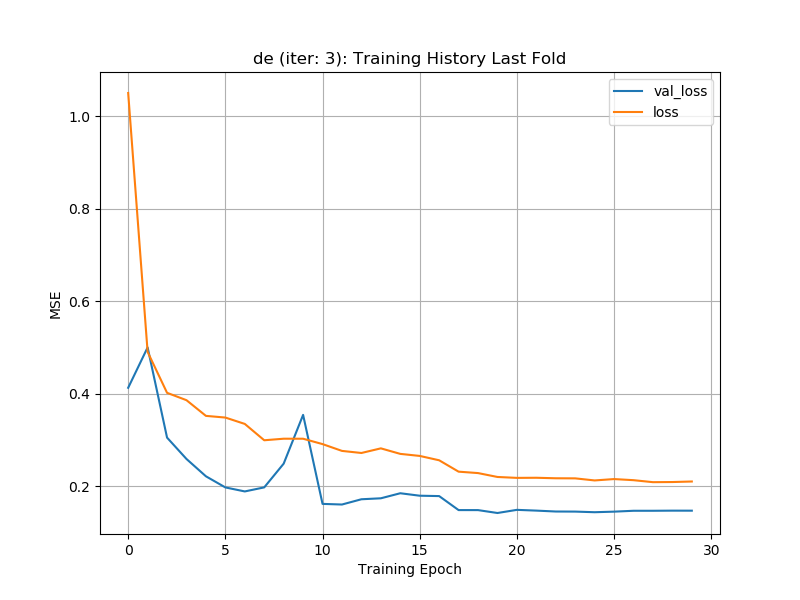 de (iter: 3): Training History Last Fold
val_loss
loss
MSE
1.0
0.8
0.6
0.4
0.2
0 5 10 15 20 25 30
Training Epoch